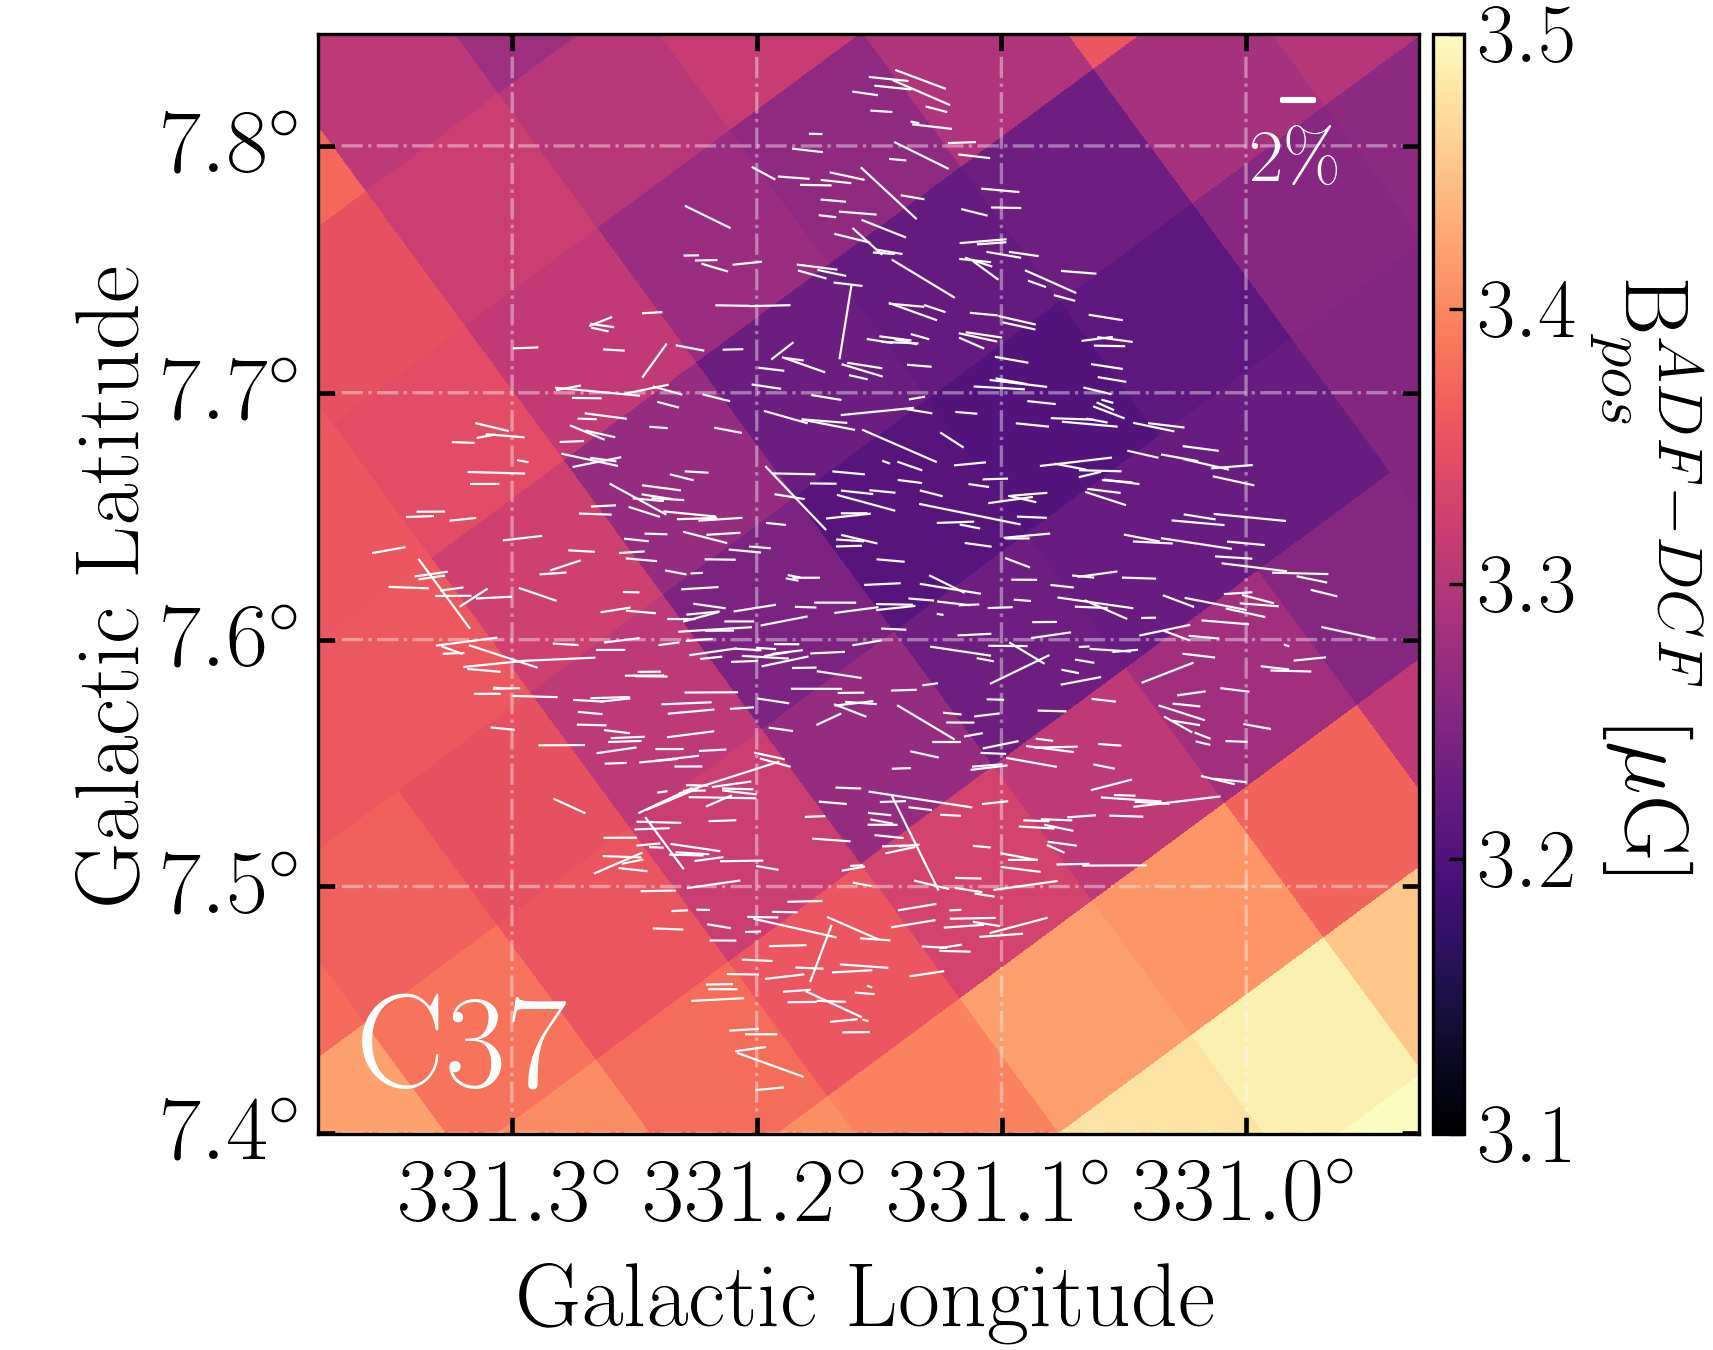 7.8°
7.7°
7.6°
7.5°
7.4°
Galactic Latitude
2%
C37
331.3° 331.2° 331.1° 331.0°
Galactic Longitude
3.5
3.4
3.3
3.2
3.1
B_{pos}^{ADF−DCF} [μG]